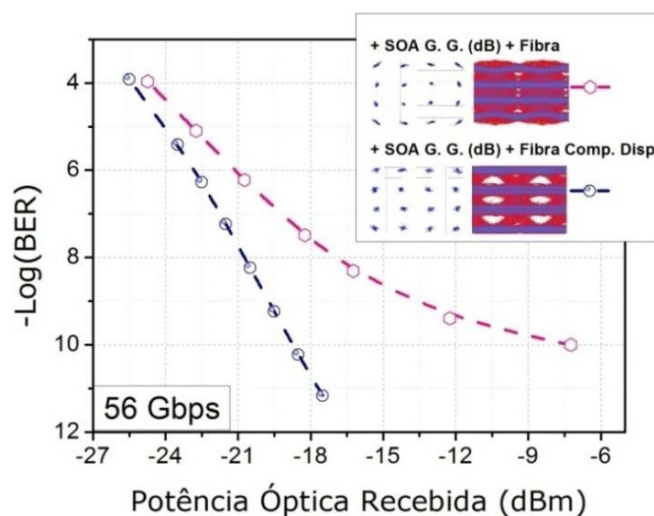 + SOA G. G. (dB) + Fibra
+ SOA G. G. (dB) + Fibra Comp. Disp
-Log(BER)
4
6
8
10
12
56 Gbps
-27 -24 -21 -18 -15 -12 -9 -6
Potência Óptica Recebida (dBm)